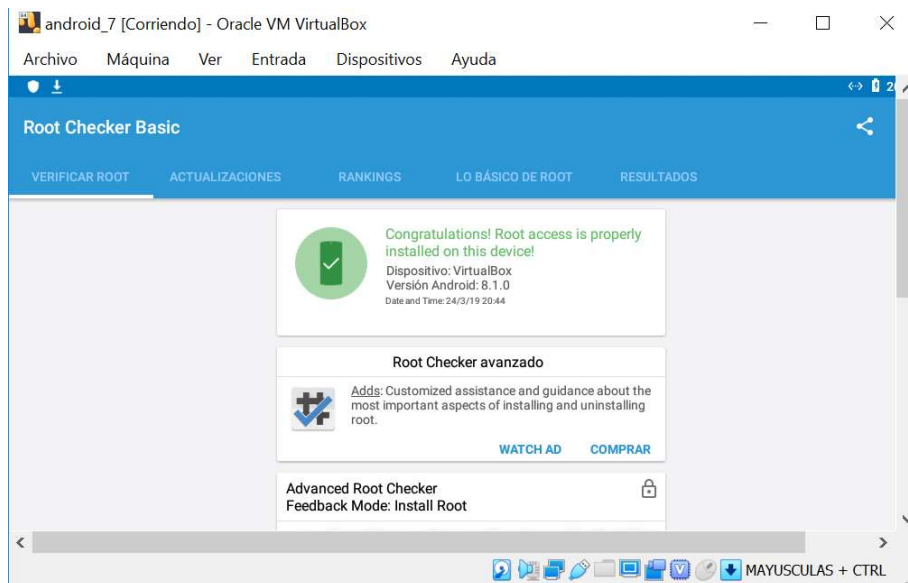 android_7 [Corriendo] - Oracle VM VirtualBox
Archivo Máquina Ver Entrada Dispositivos Ayuda
Root Checker Basic
VERIFICAR ROOT ACTUALIZACIONES RANKINGS LO BÁSICO DE ROOT RESULTADOS
Congratulations! Root access is properly
installed on this device!
Dispositivo: VirtualBox
Versión Android: 8.1.0
Date and Time: 24/3/19 20:44
Root Checker avanzado
Adds: Customized assistance and guidance about the
most important aspects of installing and uninstalling
root.
WATCH AD COMPRAR
Advanced Root Checker
Feedback Mode: Install Root
MAYUSCULAS + CTRL